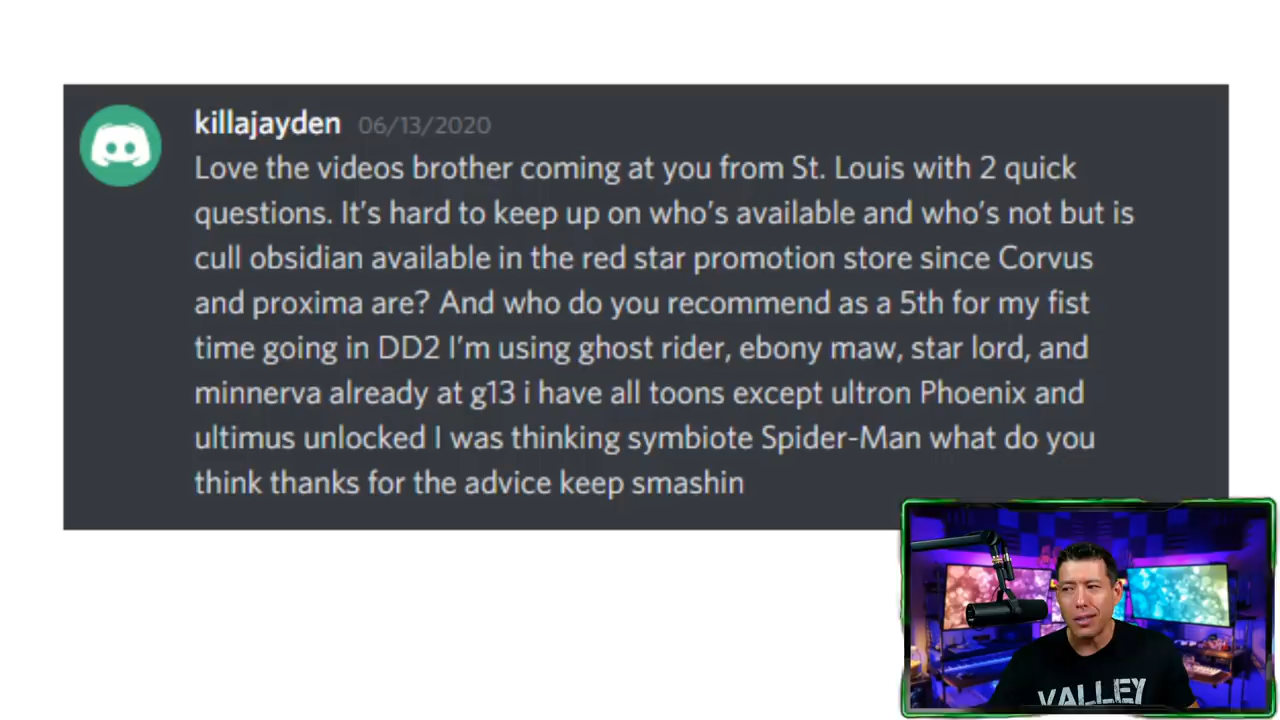 killajayden 06/13/2020
Love the videos brother coming at you from St. Louis with 2 quick
questions. It's hard to keep up on who's available and who's not but is
cull obsidian available in the red star promotion store since Corvus
and proxima are? And who do you recommend as a 5th for my fist
time going in DD2 I'm using ghost rider, ebony maw, star lord, and
minnerva already at g13 i have all toons except ultron Phoenix and
ultimus unlocked I was thinking symbiote Spider-Man what do you
think thanks for the advice keep smashin
VALLEY